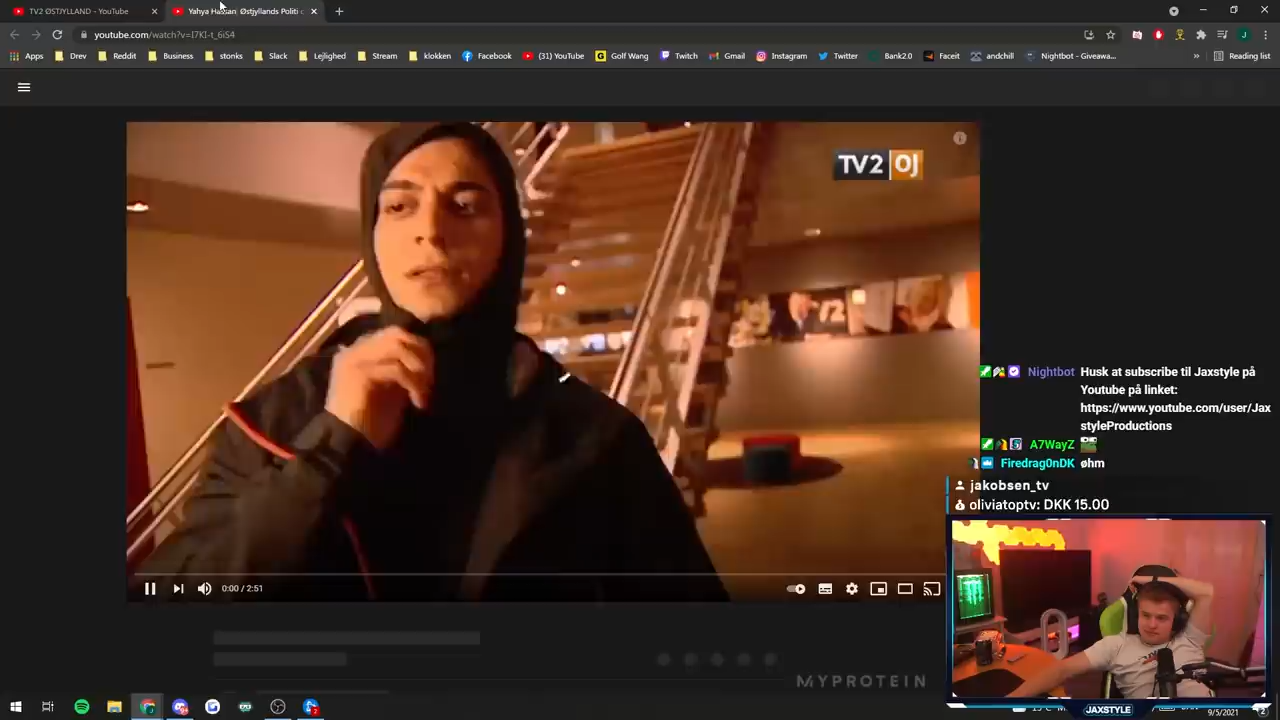 TV2 ØSTJYLLAND - YouTube
Yahya Hassan, Østjyllands Politi
youtube.com/watch?v=I7KI-t_6iS4
Apps
Drev
Reddit
Business
stonks
Slack
Lejlighed
Stream
klokken
Facebook
(31) YouTube
Golf Wang
Twitch
Gmail
Instagram
Twitter
Bank2.0
Faceit
andchill
Nightbot - Giveawa...
Reading list
TV2 OJ
Nightbot Husk at subscribe til Jaxstyle på
Youtube på linket:
https://www.youtube.com/user/Jax
styleProductions
A7WayZ
Firedrag0nDK øhm
jakobsen_tv
oliviatoptv: DKK 15.00
0:00 / 2:51
MYPROTEIN
JAXSTYLE
9/5/2021